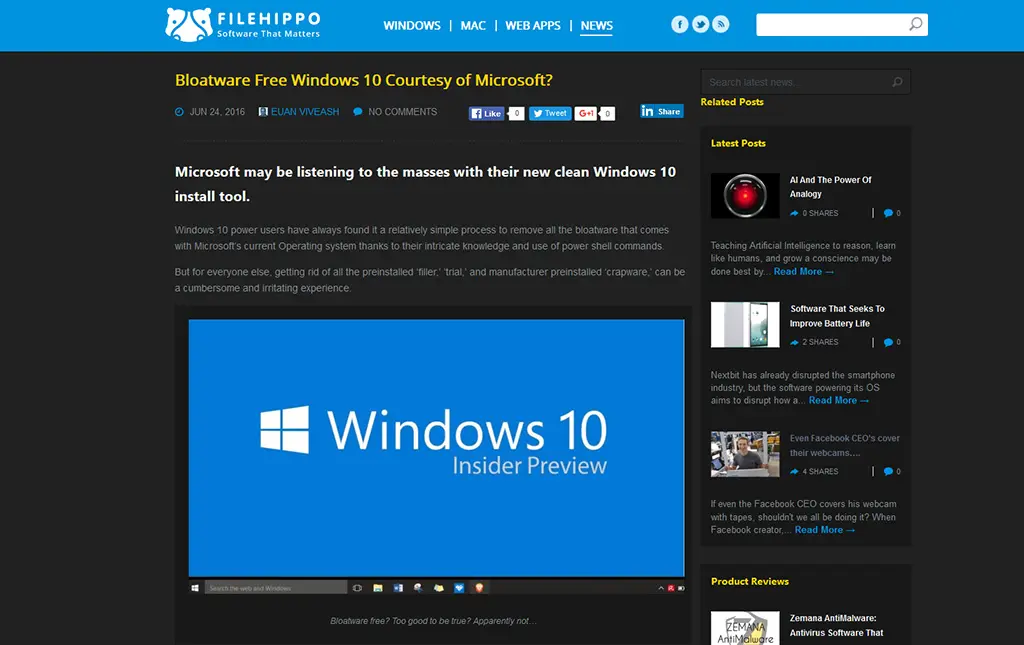 FILEHIPPO
Software That Matters
WINDOWS | MAC | WEB APPS | NEWS
Bloatware Free Windows 10 Courtesy of Microsoft?
JUN 24, 2016 EUAN VIVEASH NO COMMENTS
Like 0 Tweet G+1 0 in Share
Microsoft may be listening to the masses with their new clean Windows 10
install tool.
Windows 10 power users have always found it a relatively simple process to remove all the bloatware that comes
with Microsoft's current Operating system thanks to their intricate knowledge and use of power shell commands.
But for everyone else, getting rid of all the preinstalled 'filler,' 'trial,' and manufacturer preinstalled 'crapware,' can be
a cumbersome and irritating experience.
Windows 10
Insider Preview
Search the web and Windows
Bloatware free? Too good to be true? Apparently not…
Search latest news..
Related Posts
Latest Posts
AI And The Power Of
Analogy
0 SHARES | 0
Teaching Artificial Intelligence to reason, learn
like humans, and grow a conscience may be
done best by... Read More →
Software That Seeks To
Improve Battery Life
2 SHARES | 0
Nextbit has already disrupted the smartphone
industry, but the software powering its OS
aims to disrupt how a... Read More →
Even Facebook CEO's cover
their webcams….
4 SHARES | 0
If even the Facebook CEO covers his webcam
with tapes, shouldn't we all be doing it? When
Facebook creator,... Read More →
Product Reviews
ZEMANA
AntiMalware
Zemana AntiMalware:
Antivirus Software That